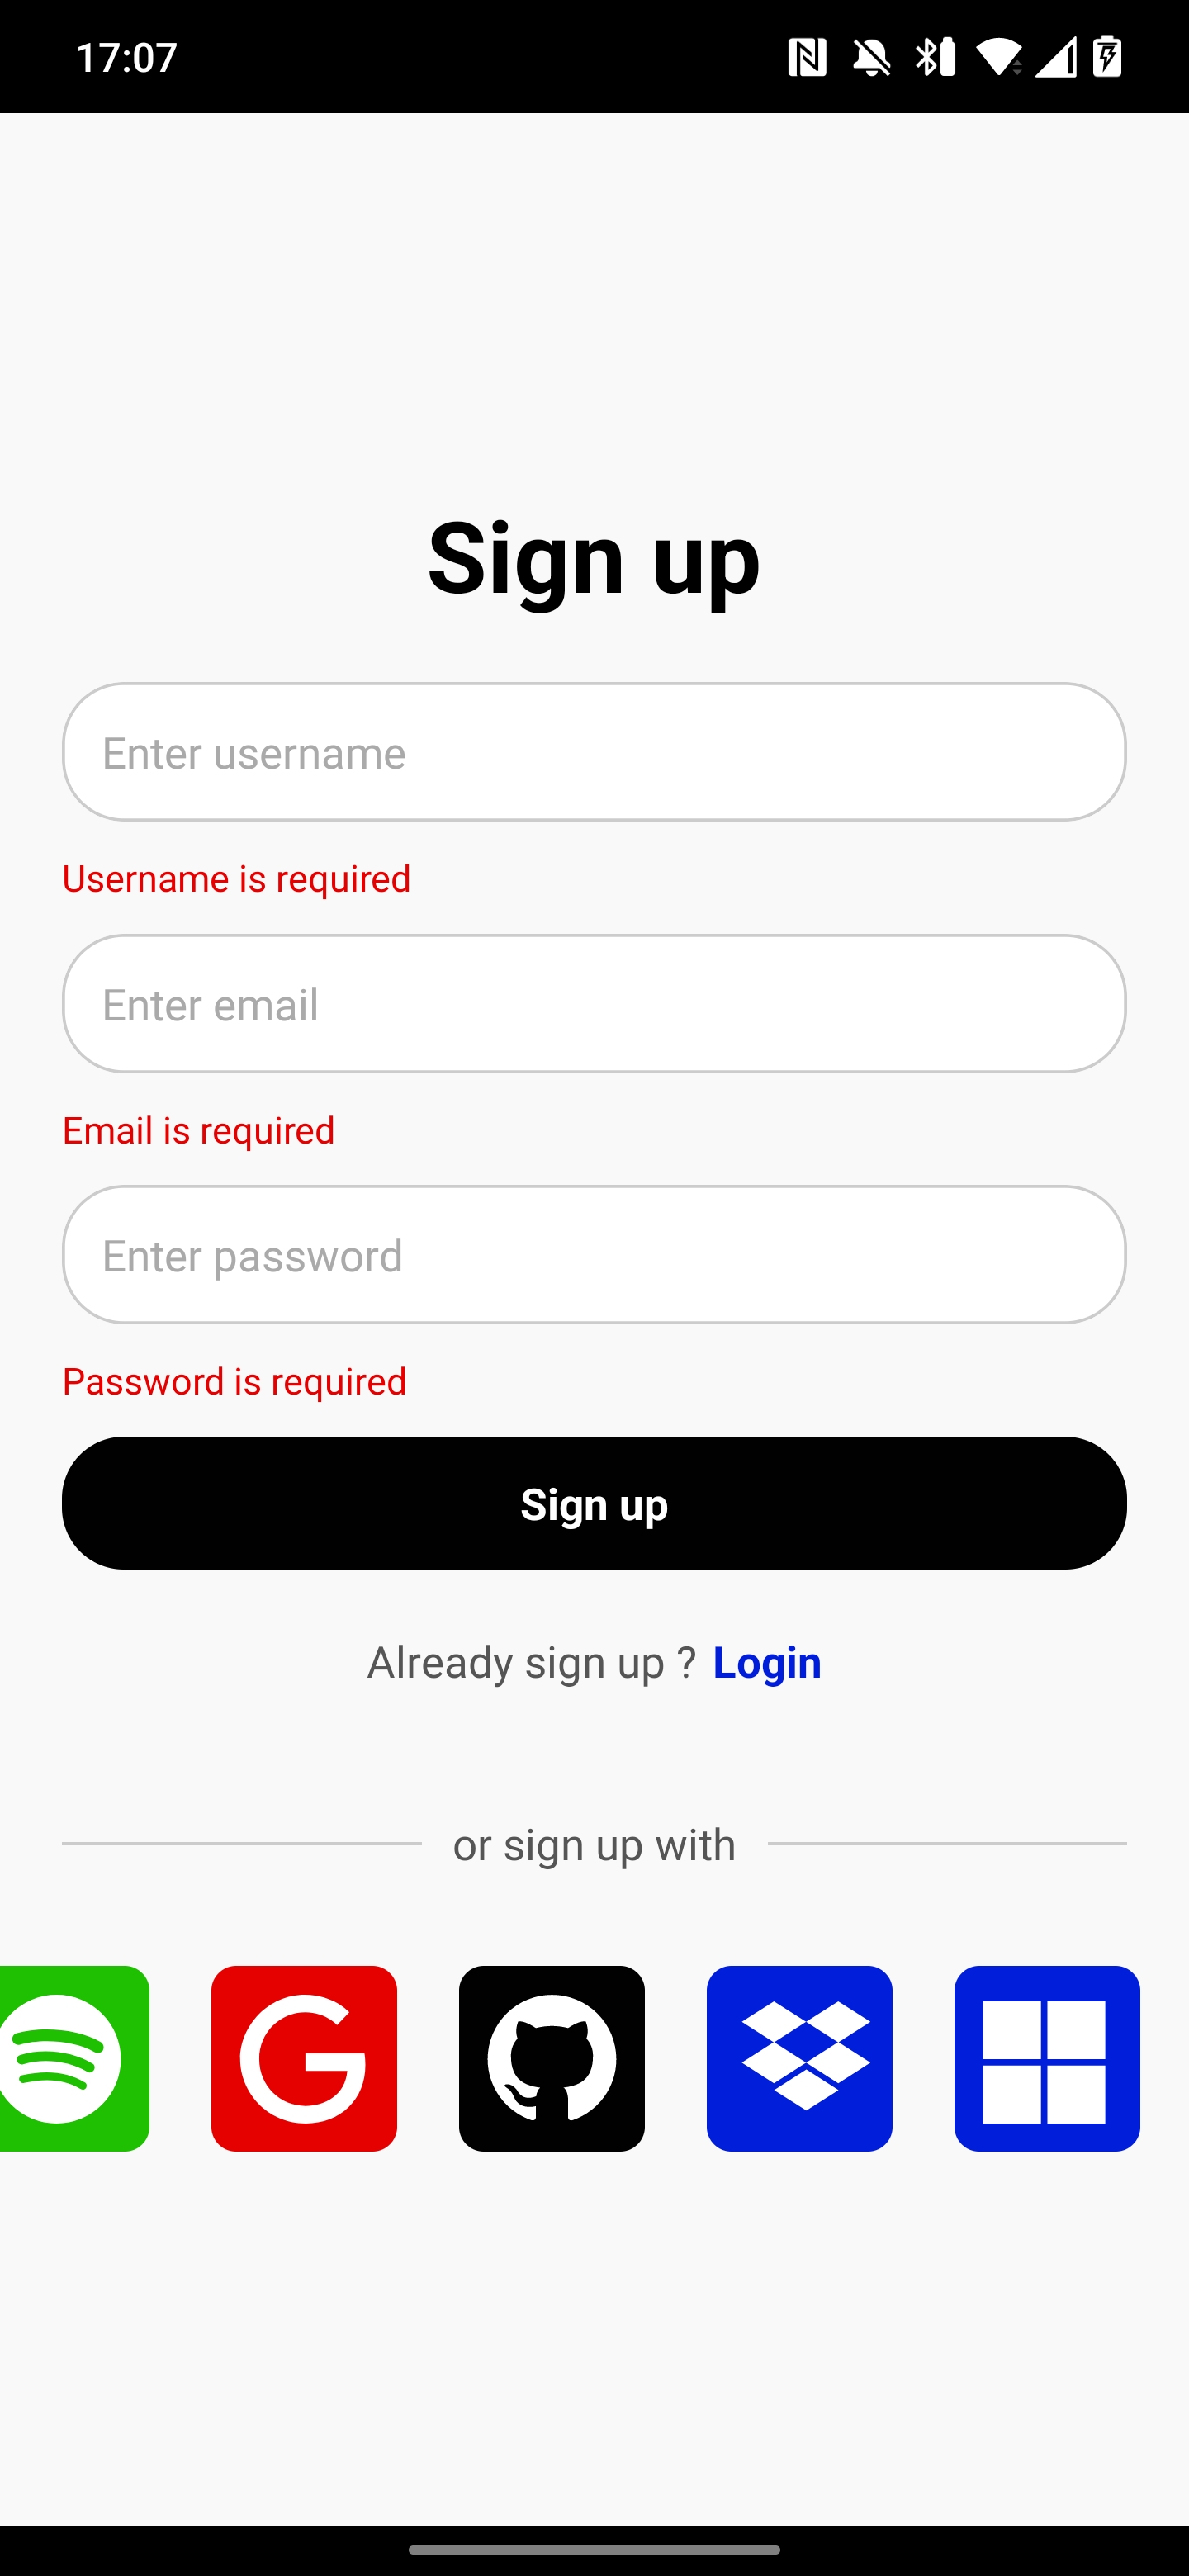 17:07
Sign up
Enter username
Username is required
Enter email
Email is required
Enter password
Password is required
Sign up
Already sign up ? Login
or sign up with